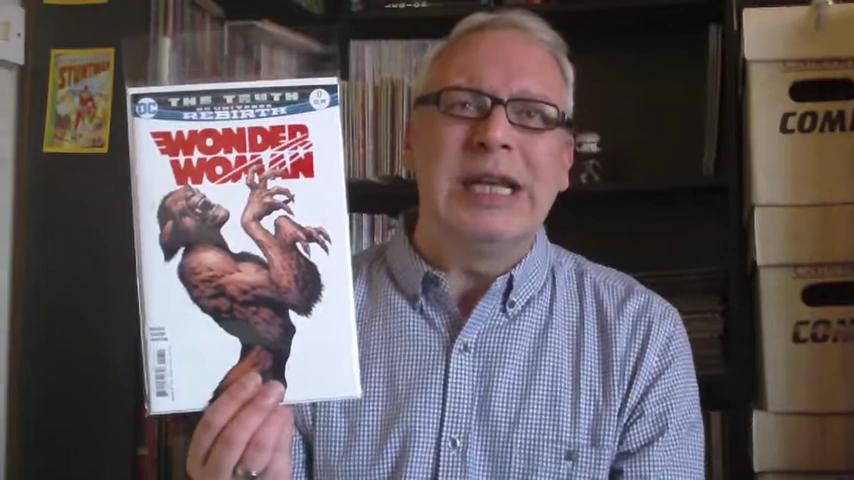 STUNTMAN
DC
THE TRUTH
DC UNIVERSE
REBIRTH
WONDER
WOMAN
COM
COM